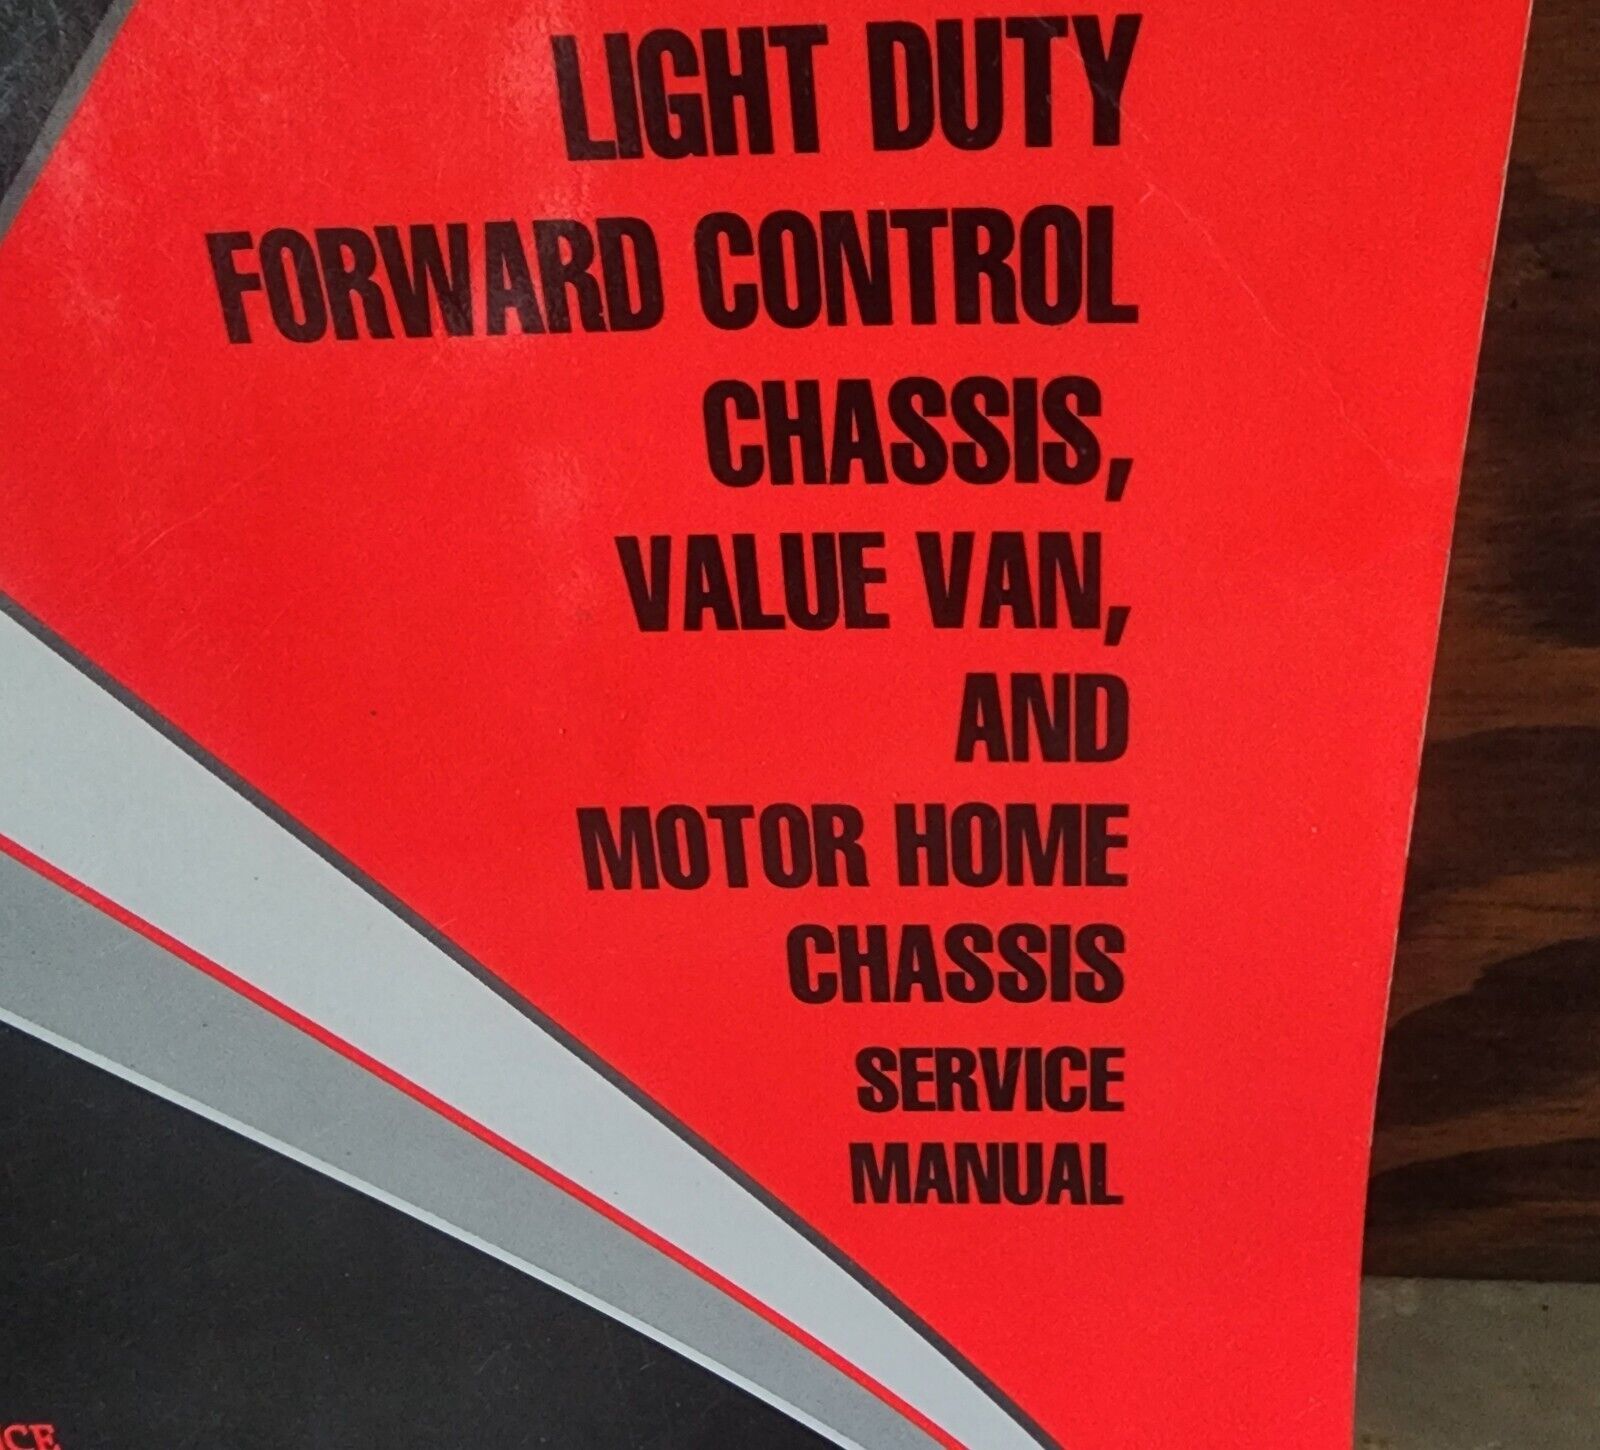 LIGHT DUTY
FORWARD CONTROL
CHASSIS,
VALUE VAN,
AND
MOTOR HOME
CHASSIS
SERVICE
MANUAL